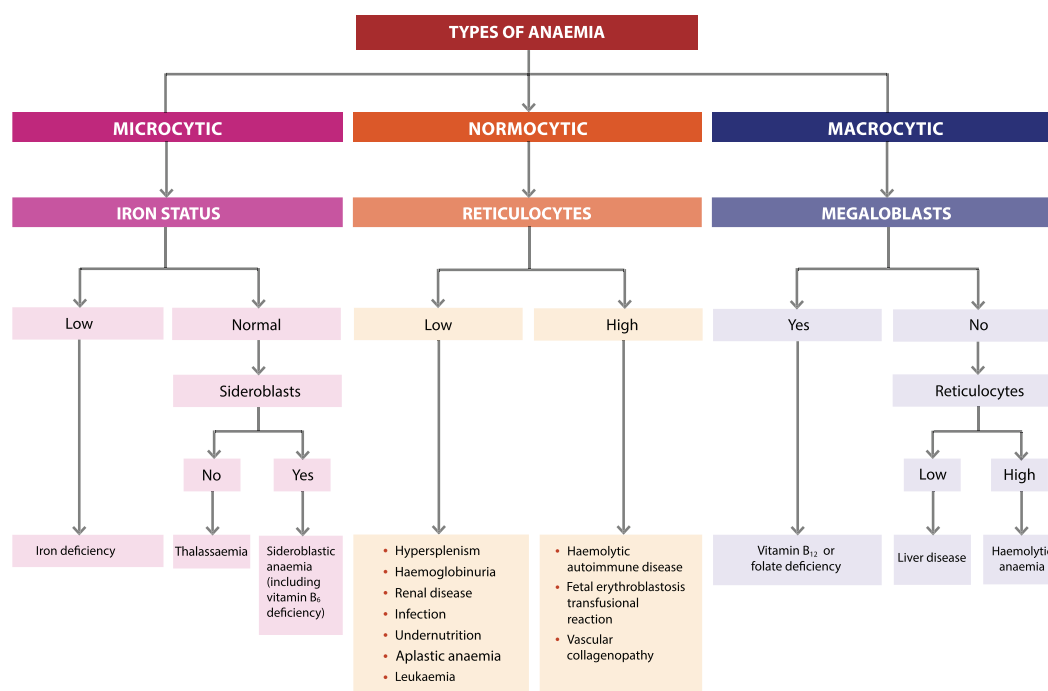 TYPES OF ANAEMIA
MICROCYTIC
NORMOCYTIC
MACROCYTIC
IRON STATUS
RETICULOCYTES
MEGALOBLASTS
Low
Normal
Low
High
Yes
No
Sideroblasts
Reticulocytes
No
Yes
Low
High
Iron deficiency
Thalassaemia
Sideroblastic
anaemia
(including
vitamin B₆
deficiency)
• Hypersplenism
• Haemoglobinuria
• Renal disease
• Infection
• Undernutrition
• Aplastic anaemia
• Leukaemia
• Haemolytic
autoimmune disease
• Fetal erythroblastosis
transfusional
reaction
• Vascular
collagenopathy
Vitamin B₁₂ or
folate deficiency
Liver disease
Haemolytic
anaemia